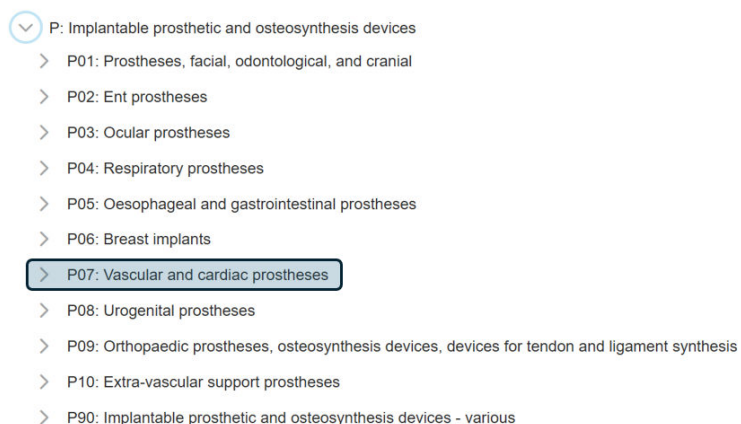 P: Implantable prosthetic and osteosynthesis devices
P01: Prostheses, facial, odontological, and cranial
P02: Ent prostheses
P03: Ocular prostheses
P04: Respiratory prostheses
P05: Oesophageal and gastrointestinal prostheses
P06: Breast implants
P07: Vascular and cardiac prostheses
P08: Urogenital prostheses
P09: Orthopaedic prostheses, osteosynthesis devices, devices for tendon and ligament synthesis
P10: Extra-vascular support prostheses
P90: Implantable prosthetic and osteosynthesis devices - various